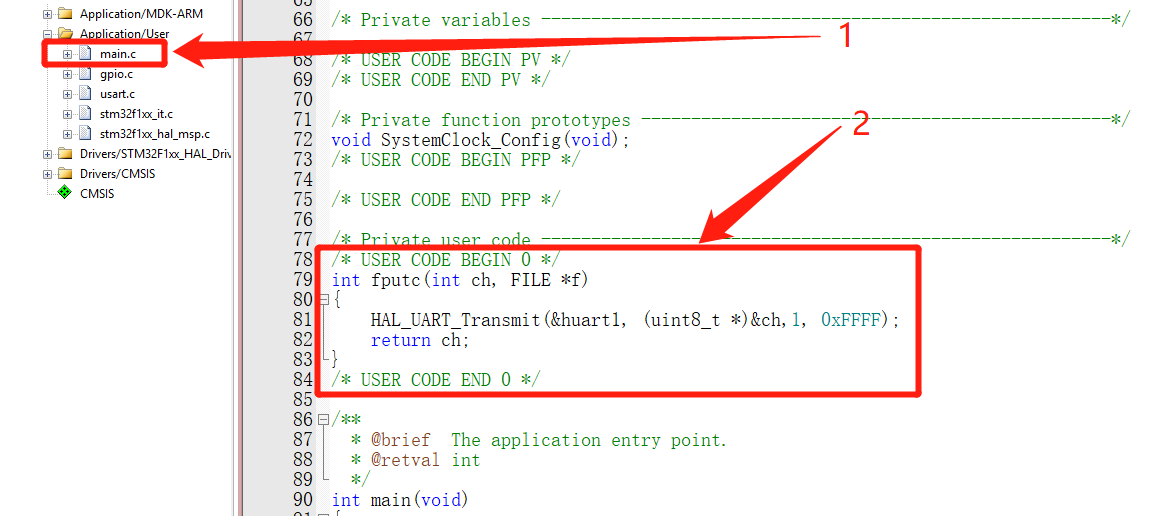 Application/MDK-ARM
Application/User
main.c
gpio.c
usart.c
stm32f1xx_it.c
stm32f1xx_hal_msp.c
Drivers/STM32F1xx_HAL_Driv
Drivers/CMSIS
CMSIS
1
2
65
66 /* Private variables ---------------------------------------------------------*/
67
68 /* USER CODE BEGIN PV */
69 /* USER CODE END PV */
70
71 /* Private function prototypes -----------------------------------------------*/
72 void SystemClock_Config(void);
73 /* USER CODE BEGIN PFP */
74
75 /* USER CODE END PFP */
76
77 /* Private user code ---------------------------------------------------------*/
78 /* USER CODE BEGIN 0 */
79 int fputc(int ch, FILE *f)
80 {
81 HAL_UART_Transmit(&huart1, (uint8_t *)&ch,1, 0xFFFF);
82 return ch;
83 }
84 /* USER CODE END 0 */
85
86 /**
87 * @brief  The application entry point.
88 * @retval int
89 */
90 int main(void)
91 {